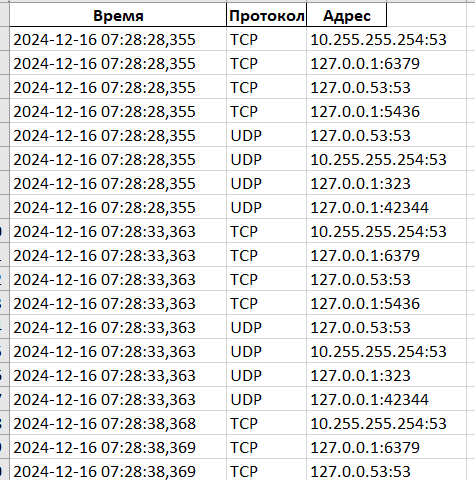 Время Протокол Адрес
2024-12-16 07:28:28,355 TCP 10.255.255.254:53
2024-12-16 07:28:28,355 TCP 127.0.0.1:6379
2024-12-16 07:28:28,355 TCP 127.0.0.53:53
2024-12-16 07:28:28,355 TCP 127.0.0.1:5436
2024-12-16 07:28:28,355 UDP 127.0.0.53:53
2024-12-16 07:28:28,355 UDP 10.255.255.254:53
2024-12-16 07:28:28,355 UDP 127.0.0.1:323
2024-12-16 07:28:28,355 UDP 127.0.0.1:42344
2024-12-16 07:28:33,363 TCP 10.255.255.254:53
2024-12-16 07:28:33,363 TCP 127.0.0.1:6379
2024-12-16 07:28:33,363 TCP 127.0.0.53:53
2024-12-16 07:28:33,363 TCP 127.0.0.1:5436
2024-12-16 07:28:33,363 UDP 127.0.0.53:53
2024-12-16 07:28:33,363 UDP 10.255.255.254:53
2024-12-16 07:28:33,363 UDP 127.0.0.1:323
2024-12-16 07:28:33,363 UDP 127.0.0.1:42344
2024-12-16 07:28:38,368 TCP 10.255.255.254:53
2024-12-16 07:28:38,369 TCP 127.0.0.1:6379
2024-12-16 07:28:38,369 TCP 127.0.0.53:53